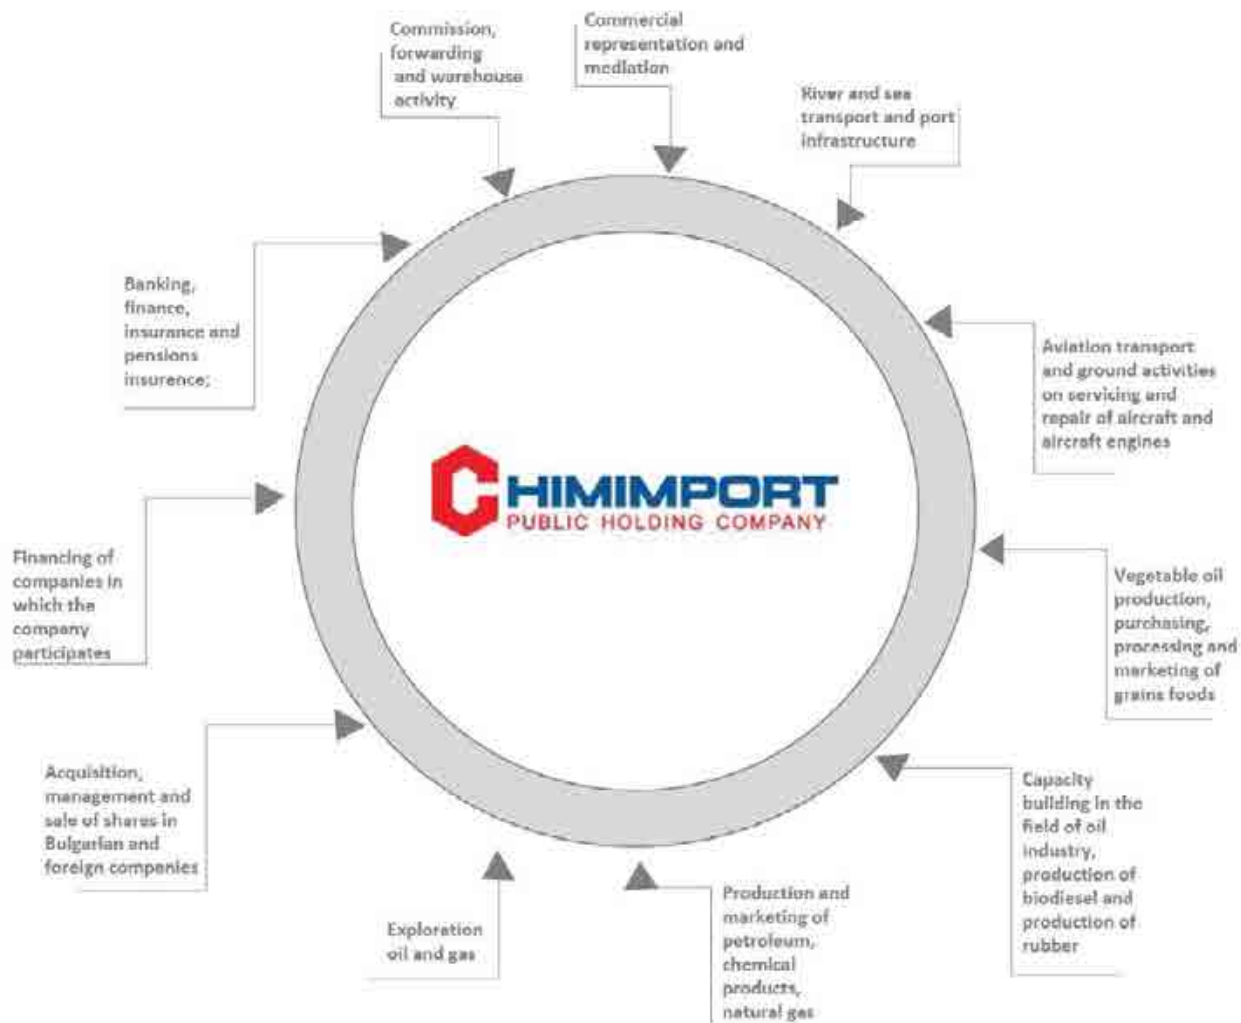 Commission,
forwarding
and warehouse
activity
Commercial
representation and
mediation
River and sea
transport and port
infrastructure
Aviation transport
and ground activities
on servicing and
repair of aircraft and
aircraft engines
Vegetable oil
production,
purchasing,
processing and
marketing of
grains foods
Capacity
building in the
field of oil
industry,
production of
biodiesel and
production of
rubber
Production and
marketing of
petroleum,
chemical
products,
natural gas
Exploration
oil and gas
Acquisition,
management and
sale of shares in
Bulgarian and
foreign companies
Financing of
companies in
which the
company
participates
Banking,
finance,
insurance and
pensions
insurence;
CHIMIMPORT
PUBLIC HOLDING COMPANY